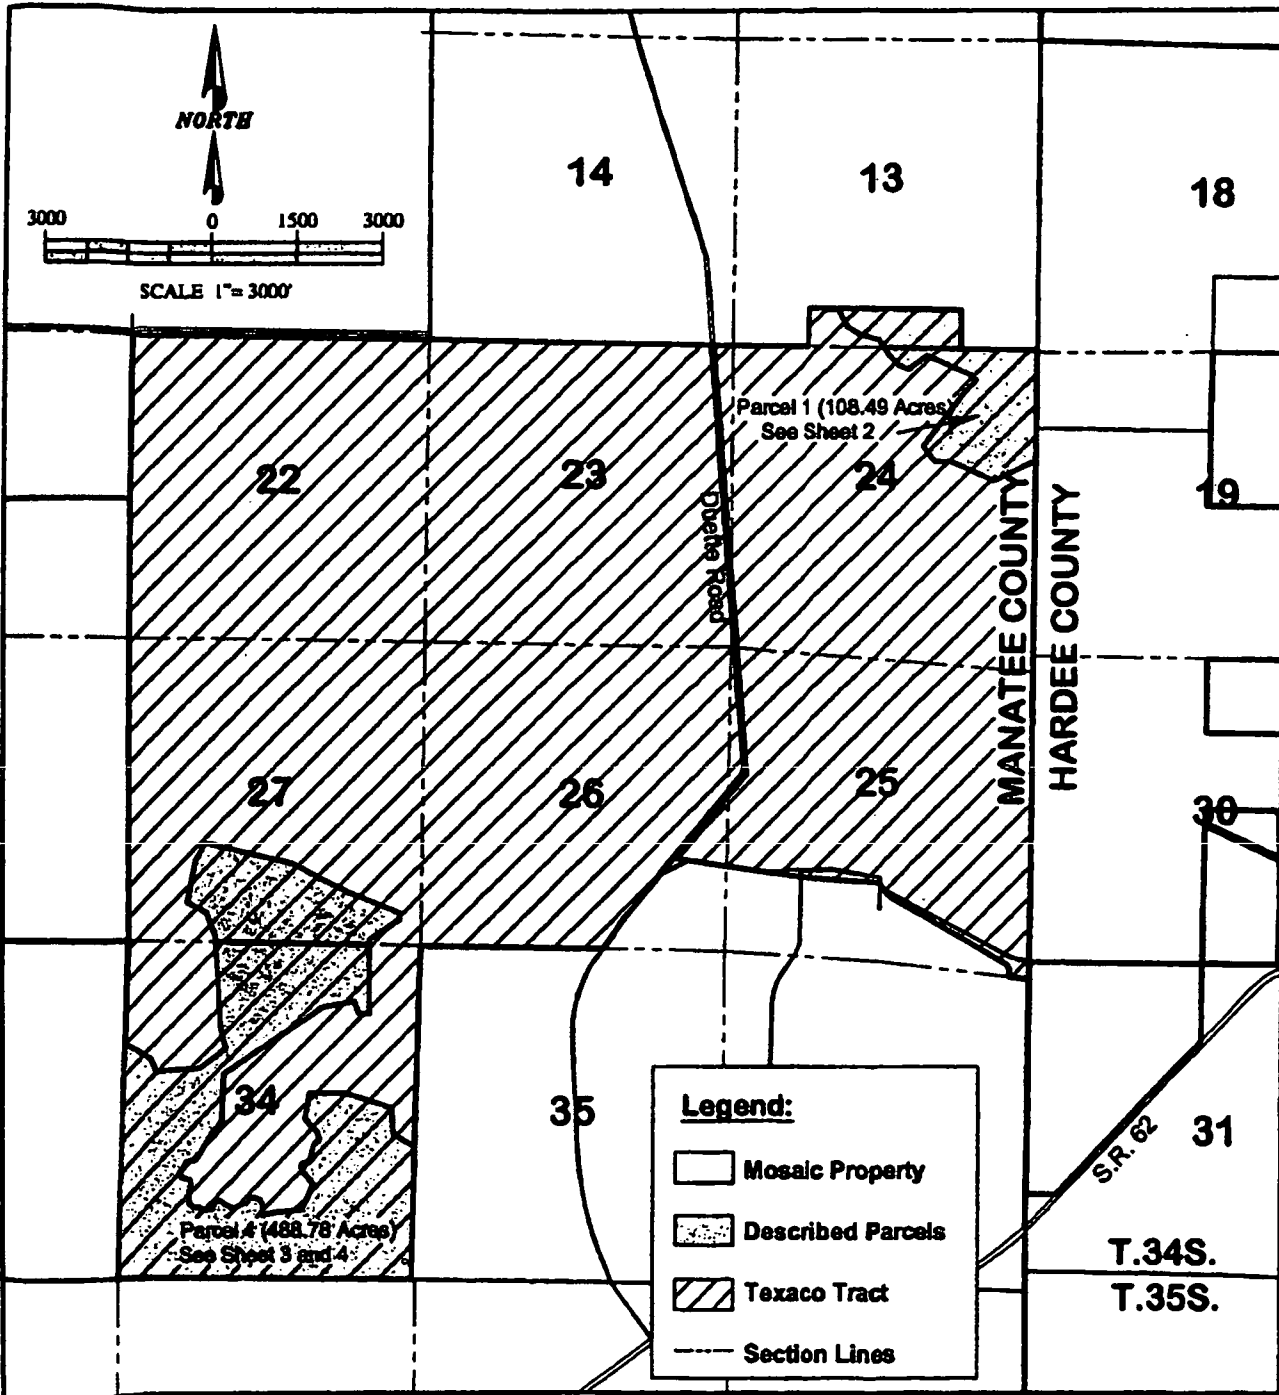 NORTH
3000 0 1500 3000
SCALE 1"= 3000'
14
13
18
Parcel 1 (108.49 Acres)
See Sheet 2
22
23
24
19
Road
MANATEE COUNTY
HARDEE COUNTY
27
26
25
30
34
35
31
S.R. 62
Parcel 4 (488.78 Acres)
See Sheet 3 and 4
Legend:
Mosaic Property
Described Parcels
Texaco Tract
Section Lines
T.34S.
T.35S.